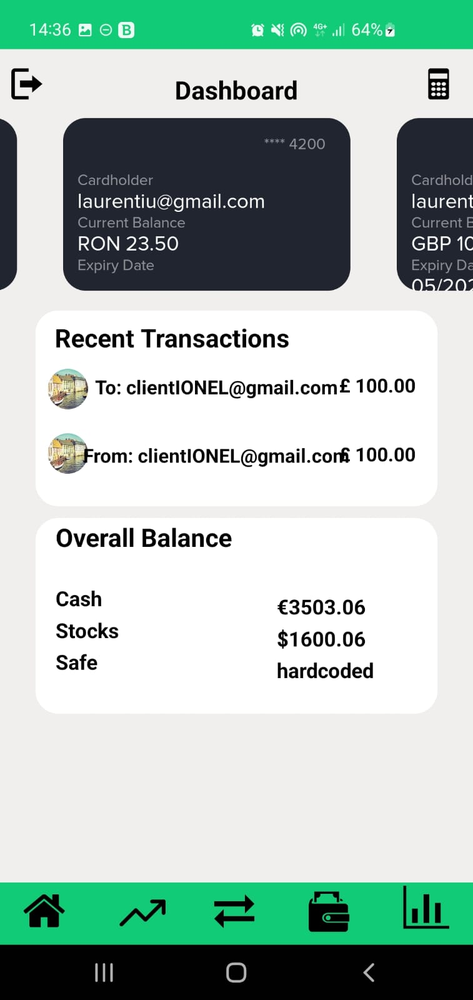 14:36 B 4G+ 64%
Dashboard
**** 4200
Cardholder
laurentiu@gmail.com
Current Balance
RON 23.50
Expiry Date
Cardhold
laurent
Current B
GBP 10
Expiry Da
05/202
Recent Transactions
To: clientIONEL@gmail.com £ 100.00
From: clientIONEL@gmail.com £ 100.00
Overall Balance
Cash €3503.06
Stocks $1600.06
Safe hardcoded